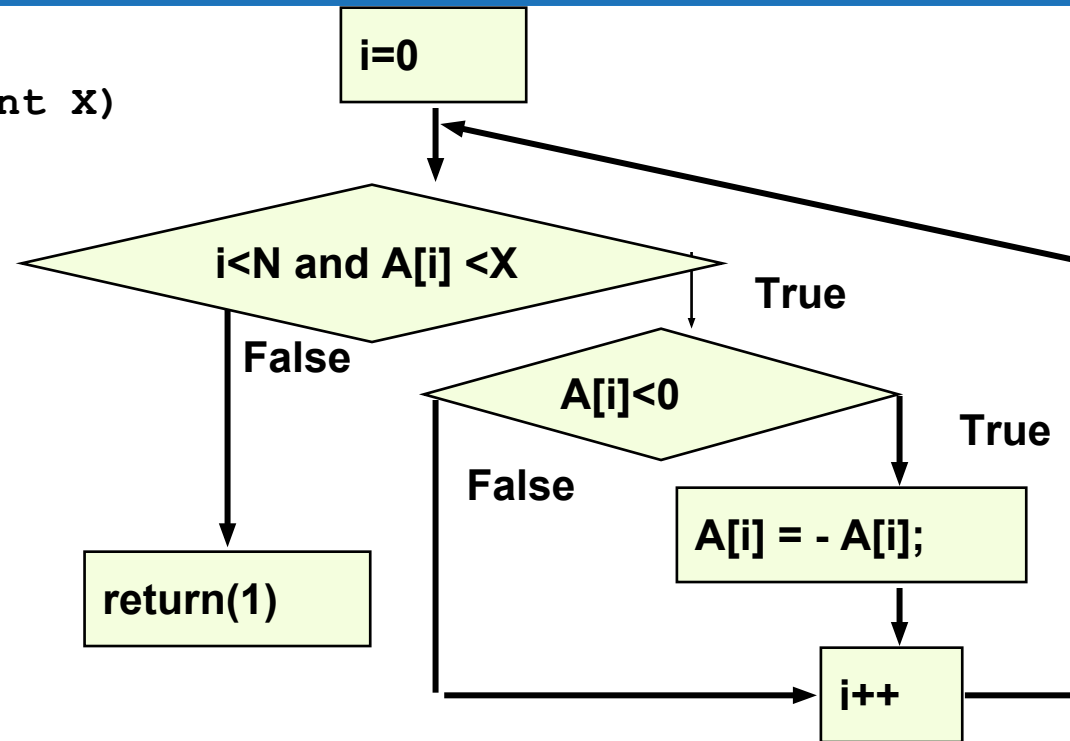 i=0
nt X)
i<N and A[i] <X
True
False
A[i]<0
True
False
A[i] = - A[i];
return(1)
i++